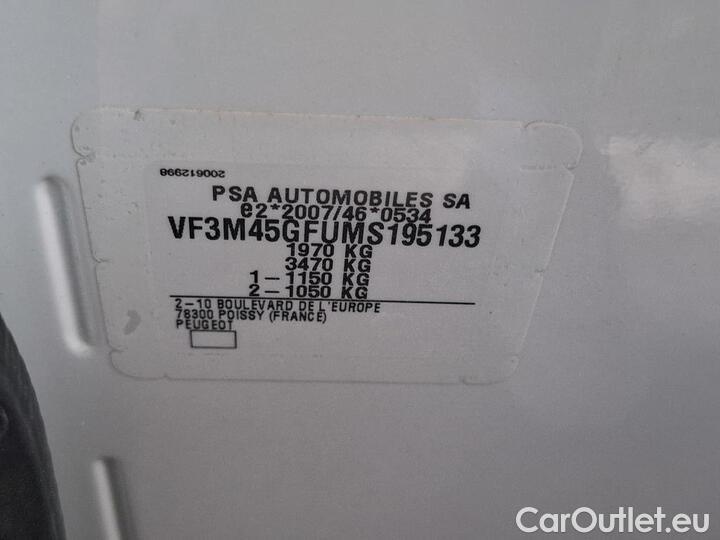 200612998
PSA AUTOMOBILES SA
e2*2007/46*0534
VF3M45GFUMS195133
1970 KG
3470 KG
1-1150 KG
2-1050 KG
2-10 BOULEVARD DE L'EUROPE
78300 POISSY (FRANCE)
PEUGEOT
CarOutlet.eu